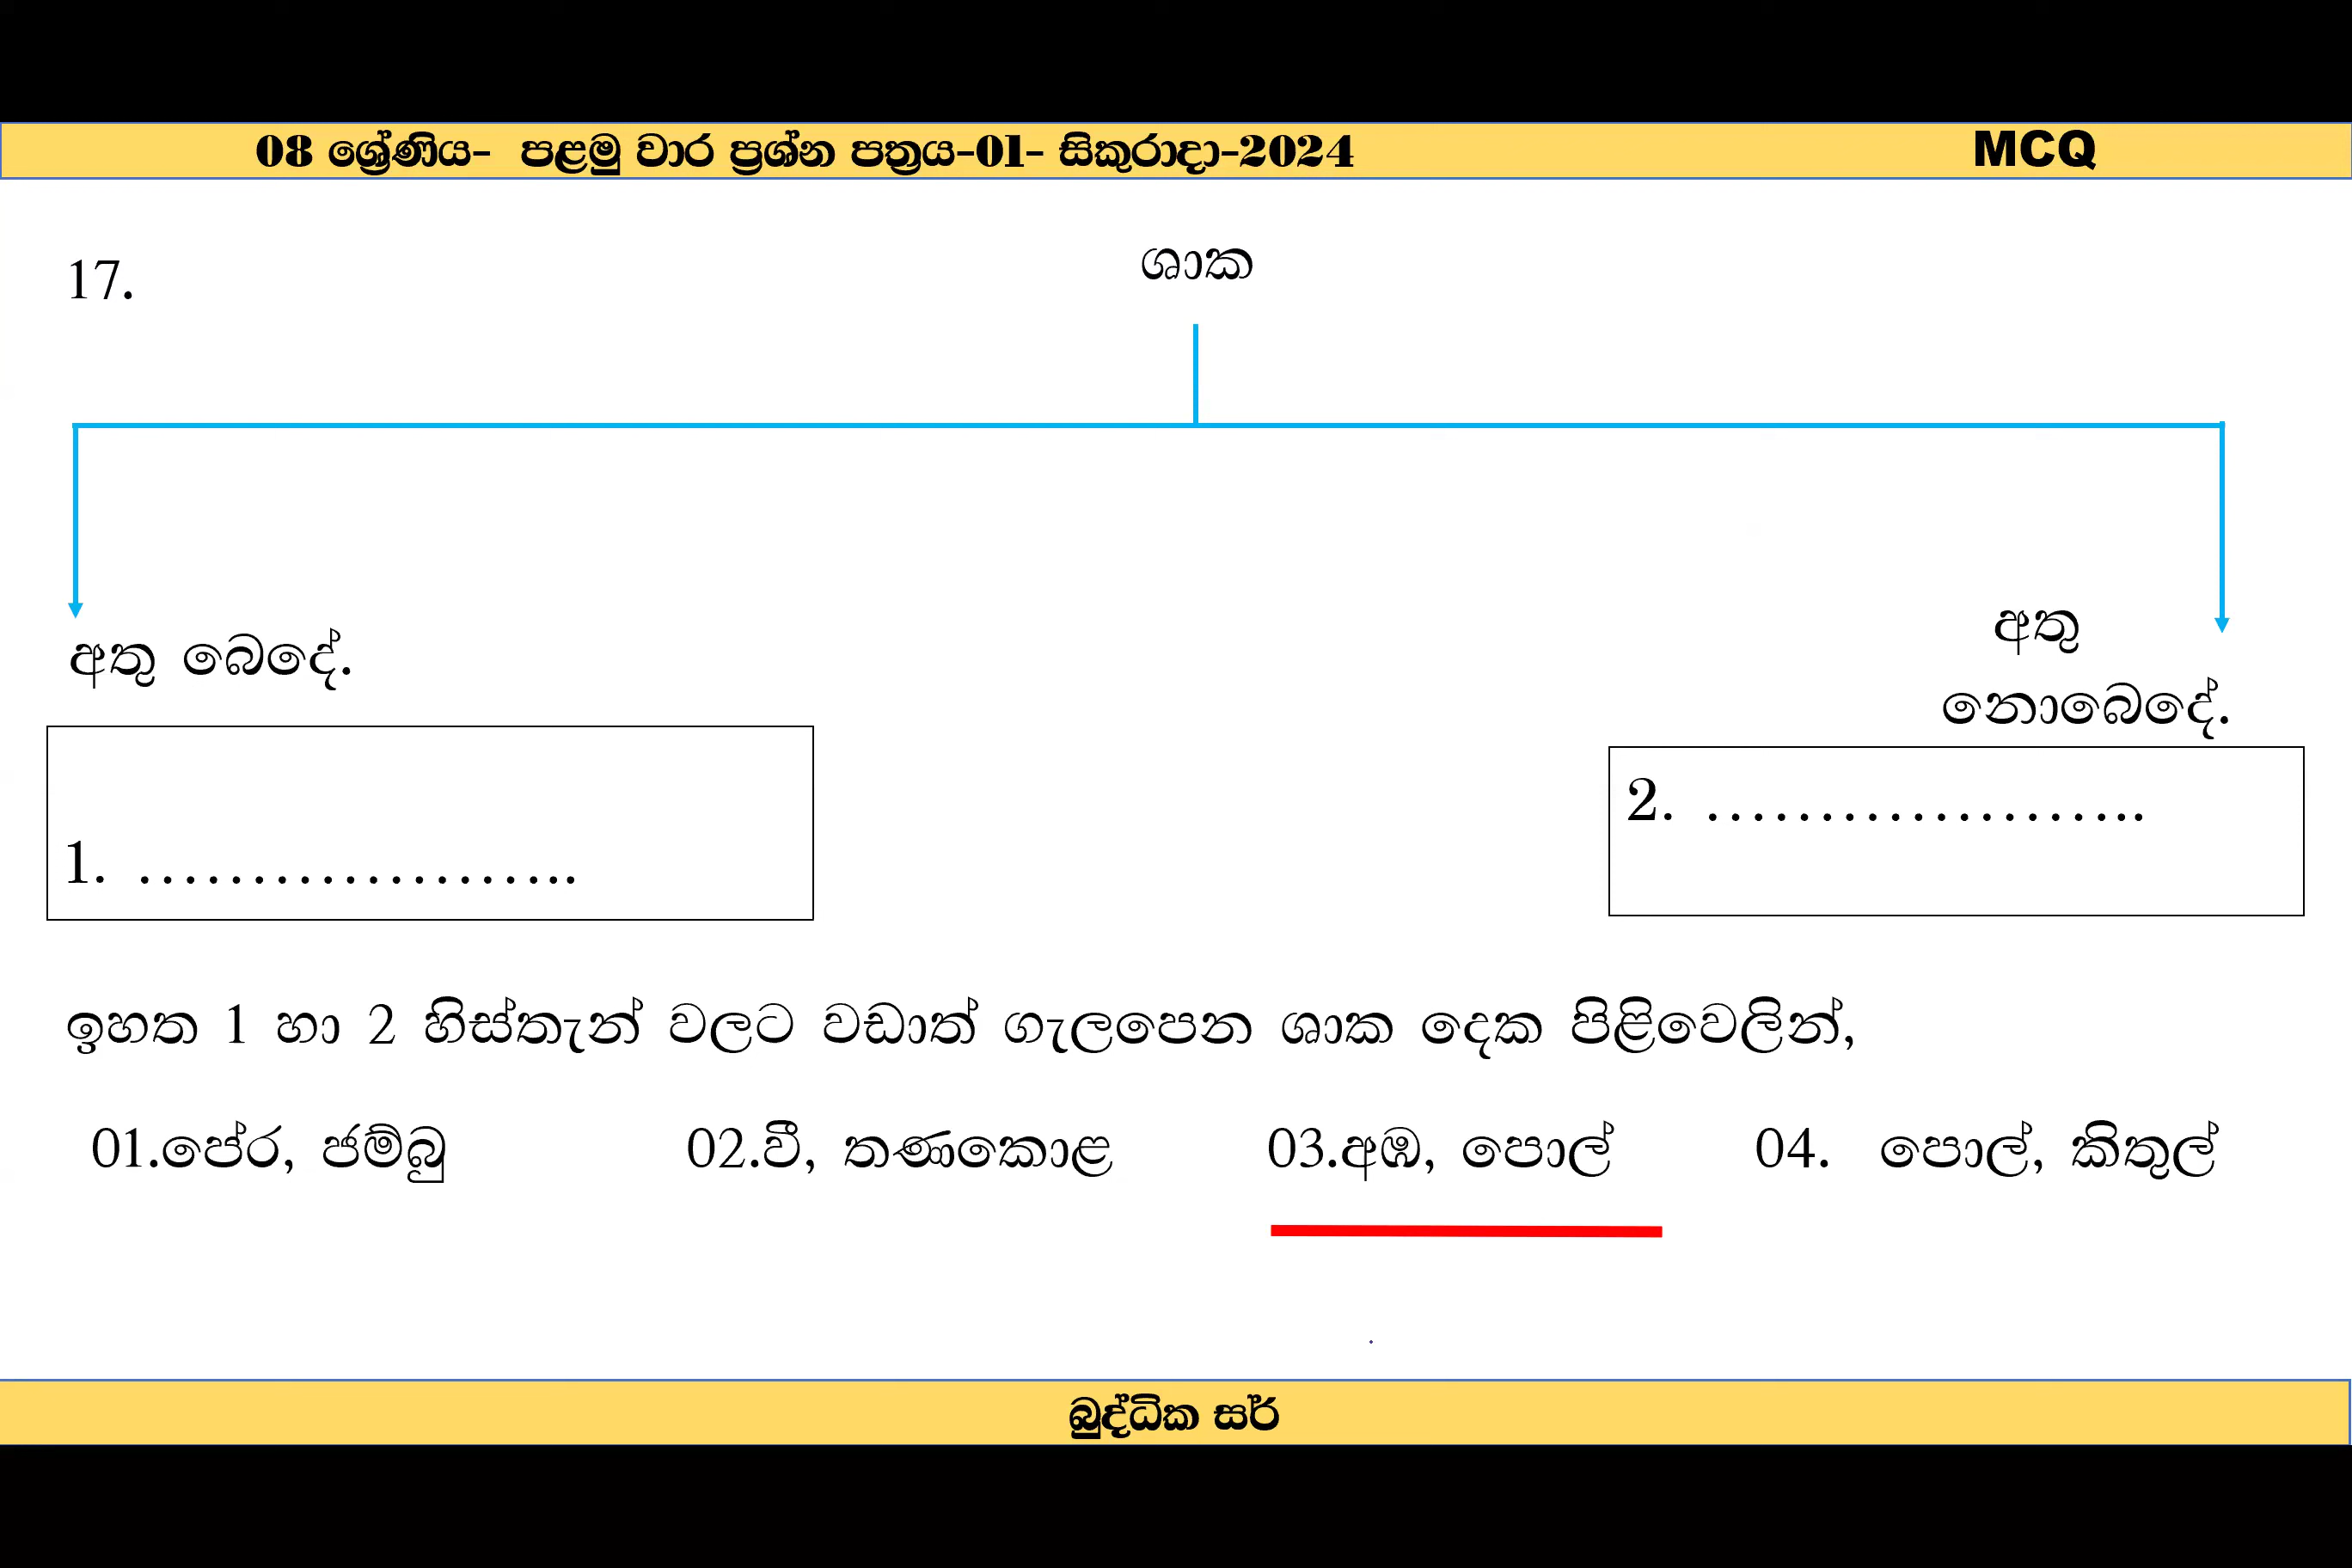 08 ශ්‍රේණිය-  පළමු වාර ප්‍රශ්න පත්‍රය-01- සිකුරාදා-2024
MCQ
17.
ශාක
අතු බෙදේ.
අතු
නොබෙදේ.
1. ………………..
2. ………………..
ඉහත 1 හා 2 හිස්තැන් වලට වඩාත් ගැලපෙන ශාක දෙක පිළිවෙලින්,
01.පේර, ජම්බු 02.වී, තණකොළ 03.අඹ, පොල් 04. පොල්, කිතුල්
බුද්ධික සර්